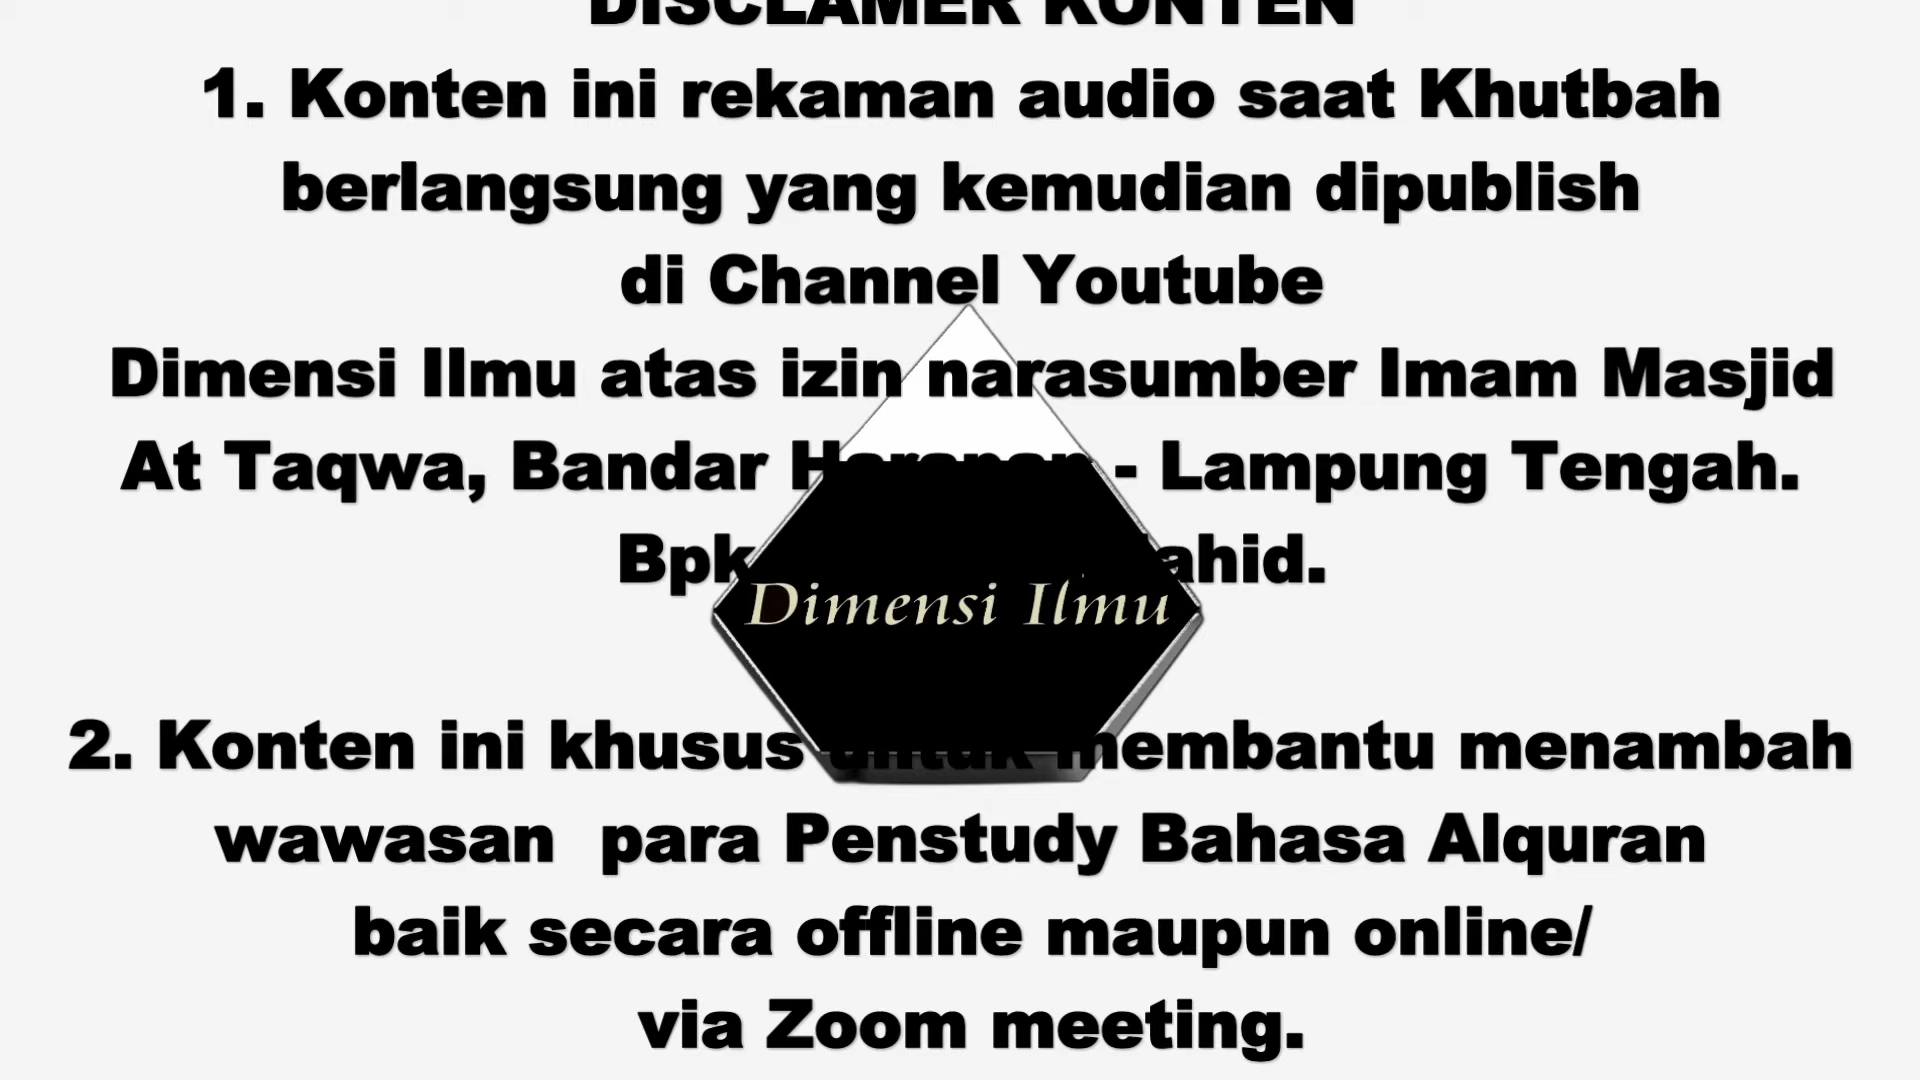 DISCLAMER KONTEN
1. Konten ini rekaman audio saat Khutbah
berlangsung yang kemudian dipublish
di Channel Youtube
Dimensi Ilmu atas izin narasumber Imam Masjid
At Taqwa, Bandar - Lampung Tengah.
Dimensi Ilmu
2. Konten ini khusus untuk membantu menambah
wawasan para Penstudy Bahasa Alquran
baik secara offline maupun online/
via Zoom meeting.